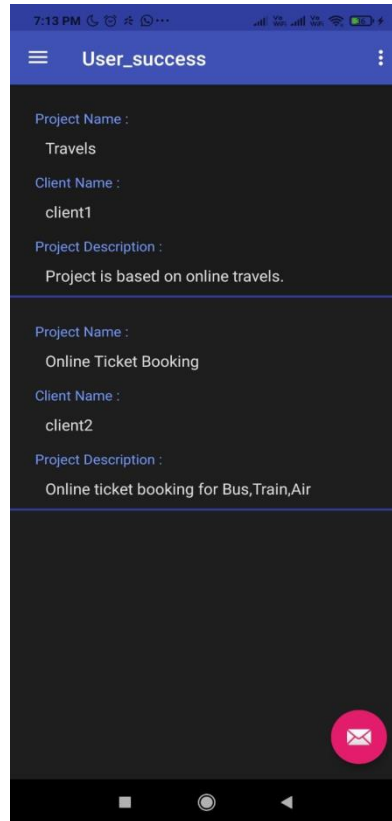 7:13 PM
User_success
Project Name :
Travels
Client Name :
client1
Project Description :
Project is based on online travels.
Project Name :
Online Ticket Booking
Client Name :
client2
Project Description :
Online ticket booking for Bus,Train,Air